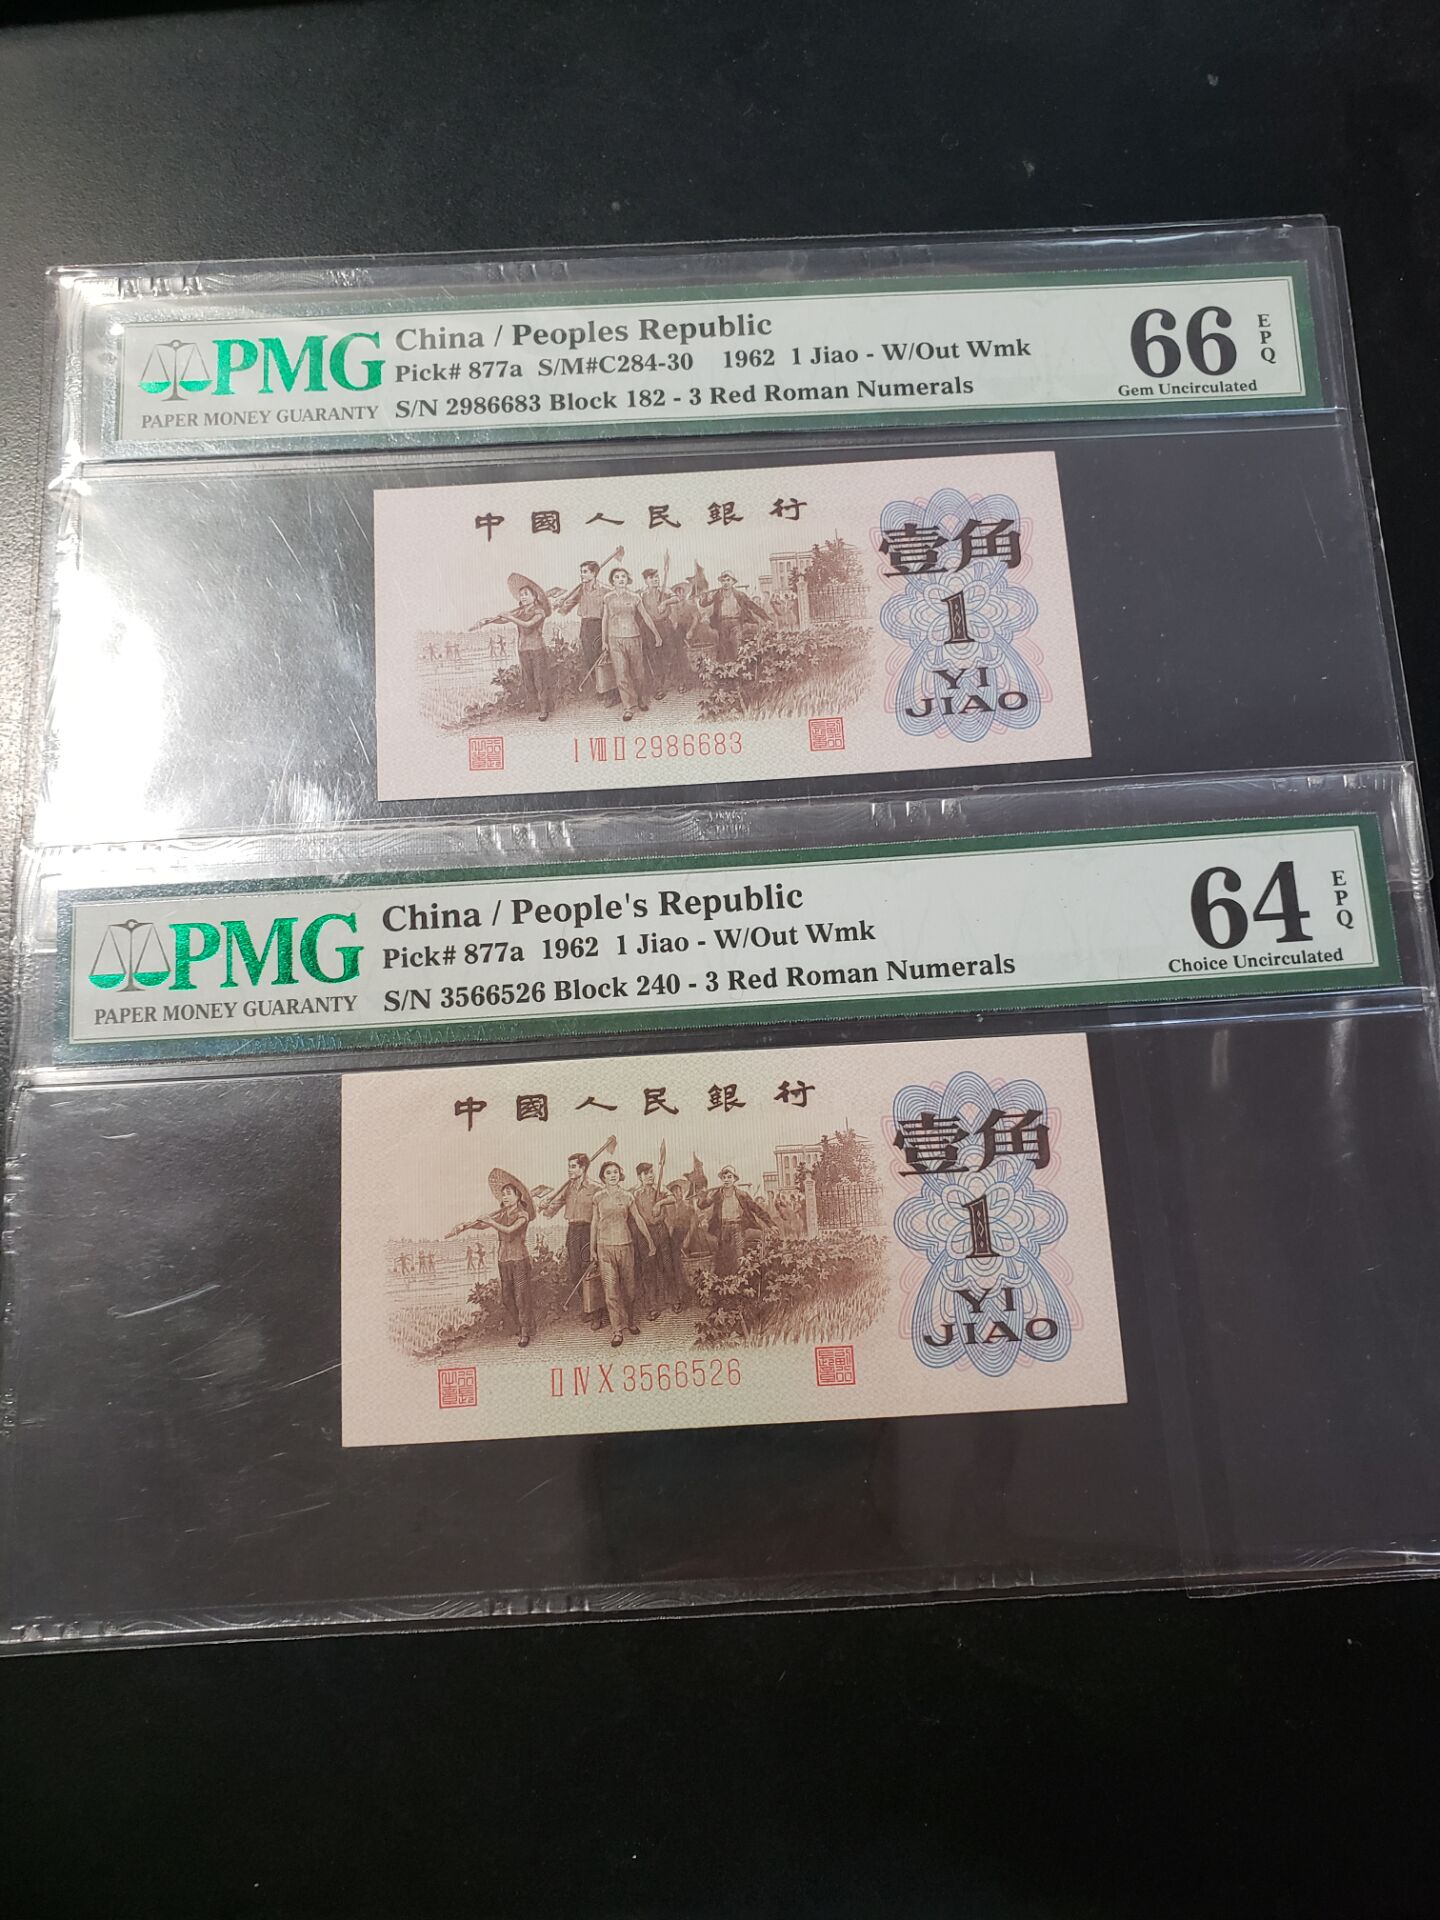 PMG
PAPER MONEY GUARANTY
China / Peoples Republic
Pick# 877a S/M#C284-30 1962 1 Jiao - W/Out Wmk
S/N 2986683 Block 182 - 3 Red Roman Numerals
66 EPQ
Gem Uncirculated
中國人民銀行
壹角
1
YI
JIAO
I VIII II 2986683
PMG
PAPER MONEY GUARANTY
China / People's Republic
Pick# 877a 1962 1 Jiao - W/Out Wmk
S/N 3566526 Block 240 - 3 Red Roman Numerals
64 EPQ
Choice Uncirculated
中國人民銀行
壹角
1
YI
JIAO
II IV X 3566526